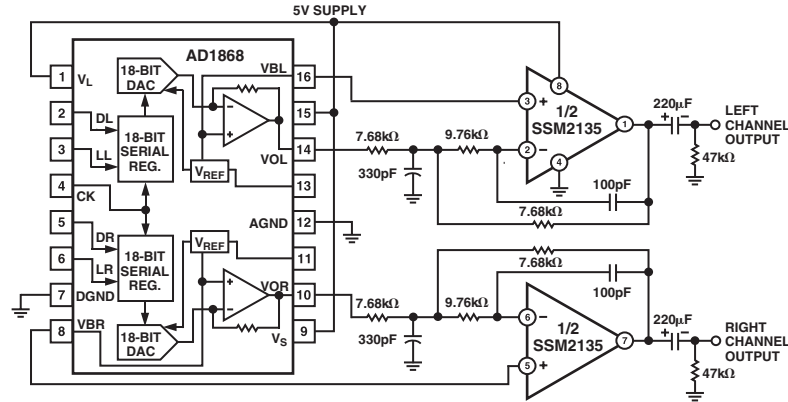 5V SUPPLY
AD1868
1
VL
2
DL
3
LL
4
CK
5
DR
6
LR
7
DGND
8
VBR
18-BIT
DAC
18-BIT
SERIAL
REG.
18-BIT
SERIAL
REG.
18-BIT
DAC
VBL
16
15
VOL
14
VREF
13
AGND
12
VREF
11
VOR
10
VS
9
–
+
+
–
7.68kΩ
330pF
9.76kΩ
100pF
7.68kΩ
8
3
+
1/2
SSM2135
1
2
–
4
220µF
+
LEFT
CHANNEL
OUTPUT
47kΩ
7.68kΩ
330pF
9.76kΩ
7.68kΩ
100pF
6
–
1/2
SSM2135
7
5
+
220µF
+
RIGHT
CHANNEL
OUTPUT
47kΩ